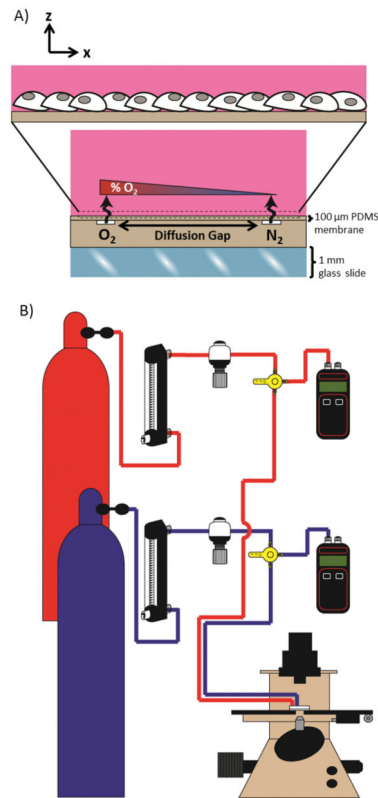 A)
z
x
% O₂
O₂
Diffusion Gap
N₂
100 µm PDMS
membrane
1 mm
glass slide
B)